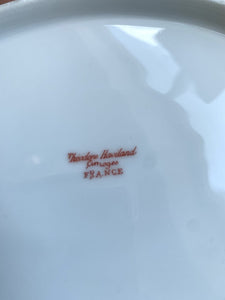 Theodore Haviland
Limoges
FRANCE